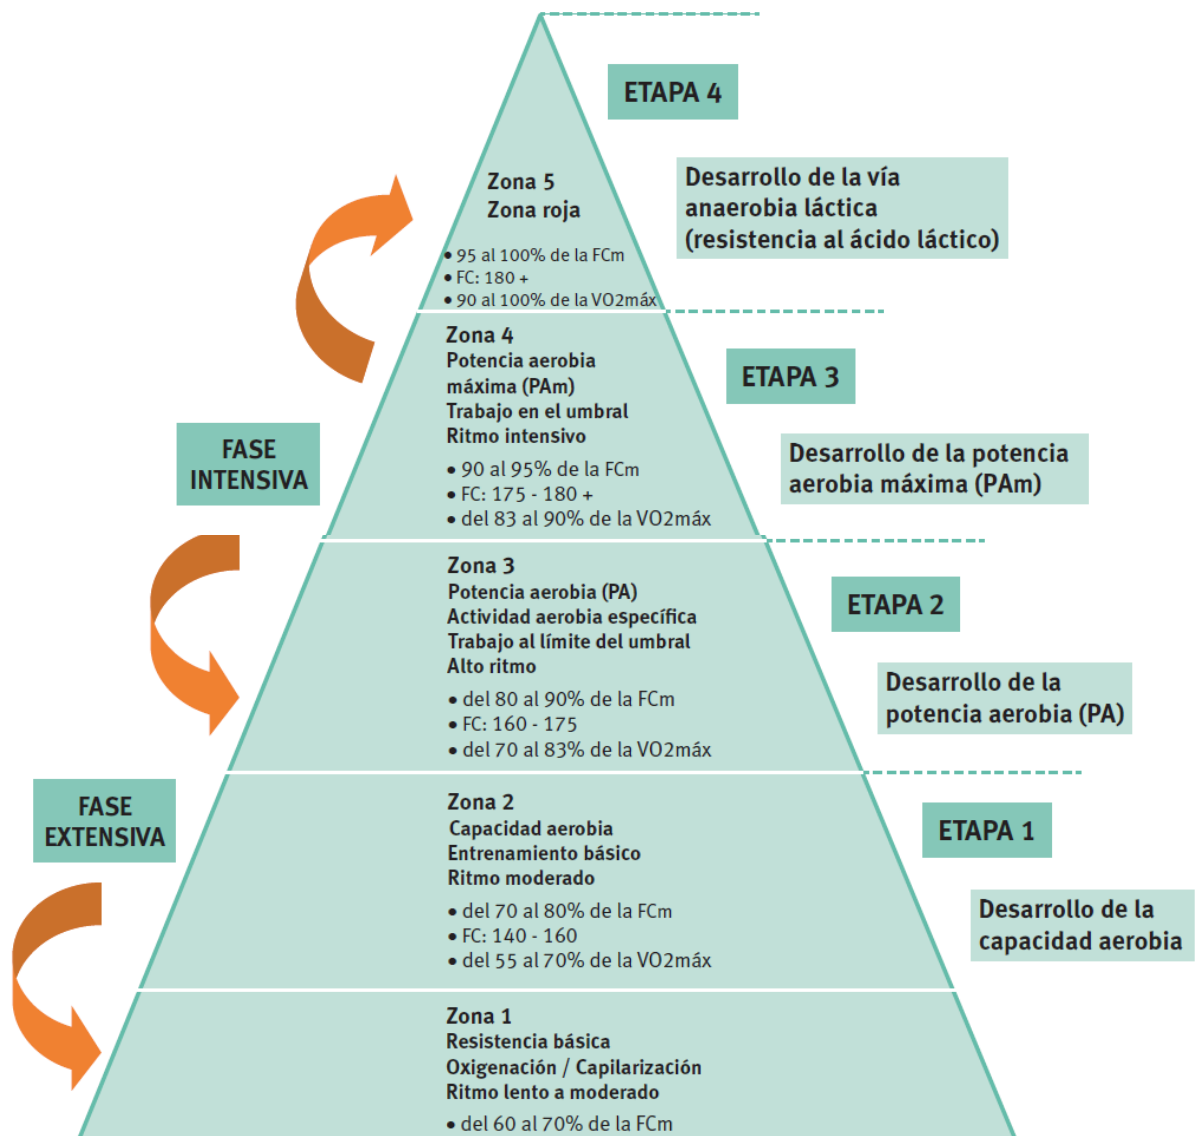 ETAPA 4
Zona 5
Zona roja
• 95 al 100% de la FCm
• FC: 180 +
• 90 al 100% de la VO2máx
Desarrollo de la vía
anaerobia láctica
(resistencia al ácido láctico)
Zona 4
Potencia aerobia
máxima (PAm)
Trabajo en el umbral
Ritmo intensivo
• 90 al 95% de la FCm
• FC: 175 - 180 +
• del 83 al 90% de la VO2máx
ETAPA 3
Desarrollo de la potencia
aerobia máxima (PAm)
FASE
INTENSIVA
Zona 3
Potencia aerobia (PA)
Actividad aerobia específica
Trabajo al límite del umbral
Alto ritmo
• del 80 al 90% de la FCm
• FC: 160 - 175
• del 70 al 83% de la VO2máx
ETAPA 2
Desarrollo de la
potencia aerobia (PA)
FASE
EXTENSIVA
Zona 2
Capacidad aerobia
Entrenamiento básico
Ritmo moderado
• del 70 al 80% de la FCm
• FC: 140 - 160
• del 55 al 70% de la VO2máx
ETAPA 1
Desarrollo de la
capacidad aerobia
Zona 1
Resistencia básica
Oxigenación / Capilarización
Ritmo lento a moderado
• del 60 al 70% de la FCm